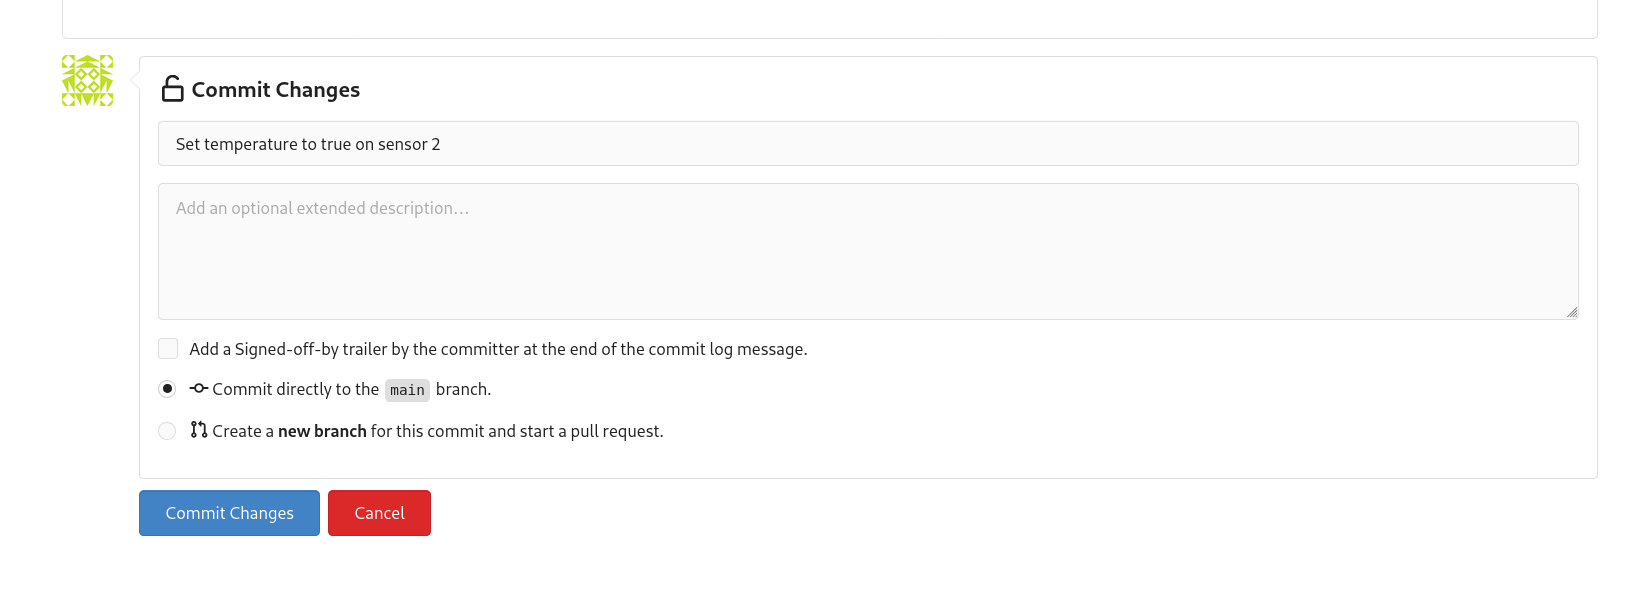 Commit Changes
Set temperature to true on sensor 2
Add an optional extended description…
Add a Signed-off-by trailer by the committer at the end of the commit log message.
Commit directly to the main branch.
Create a new branch for this commit and start a pull request.
Commit Changes Cancel